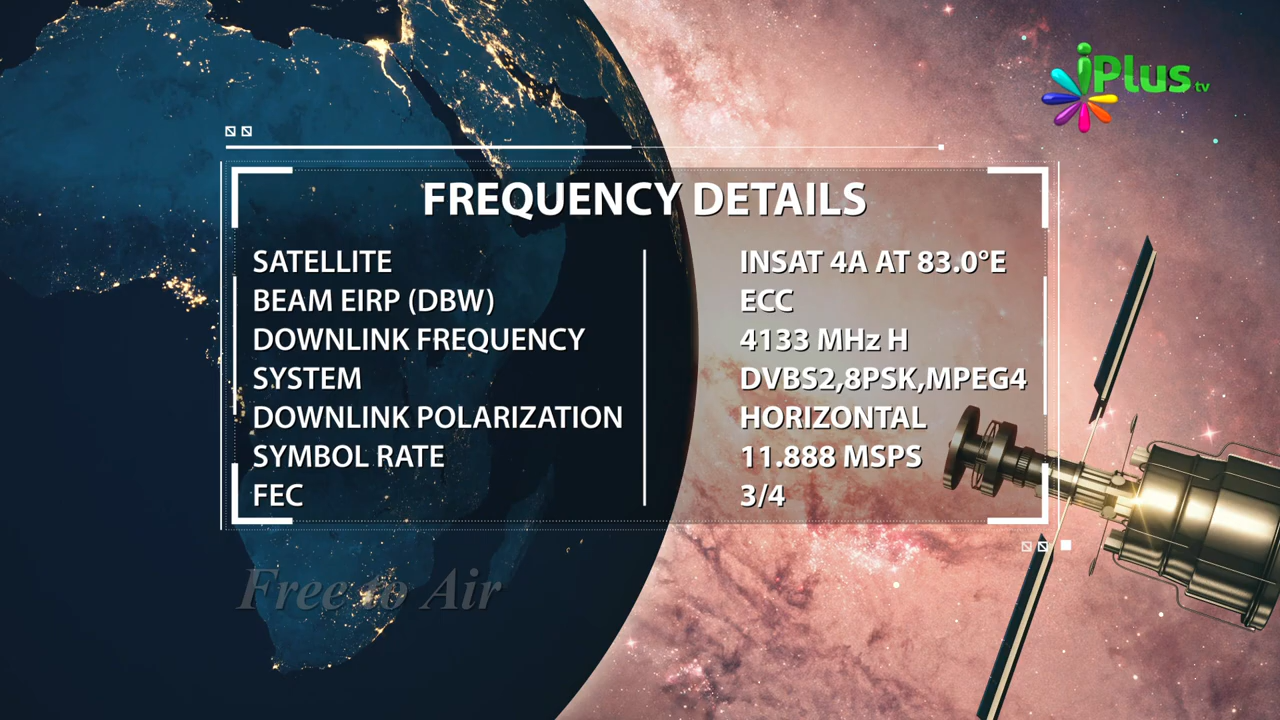 iPlus tv
FREQUENCY DETAILS
SATELLITE INSAT 4A AT 83.0°E
BEAM EIRP (DBW) ECC
DOWNLINK FREQUENCY 4133 MHz H
SYSTEM DVBS2,8PSK,MPEG4
DOWNLINK POLARIZATION HORIZONTAL
SYMBOL RATE 11.888 MSPS
FEC 3/4
Free to Air